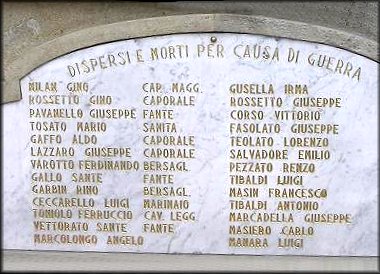 DISPERSI E MORTI PER CAUSA DI GUERRA
MILAN GINO CAP. MAGG. GUSELLA IRMA
ROSSETTO GINO CAPORALE ROSSETTO GIUSEPPE
PAVANELLO GIUSEPPE FANTE CORSO VITTORIO
TOSATO MARIO SANITA FASOLATO GIUSEPPE
GAFFO ALDO CAPORALE TEOLATO LORENZO
LAZZARO GIUSEPPE CAPORALE SALVADORE EMILIO
VAROTTO FERDINANDO BERSAGL. PEZZATO RENZO
GALLO SANTE FANTE TIBALDI LUIGI
GARBIN RINO BERSAGL. MASIN FRANCESCO
CECCARELLO LUIGI MARINAIO TIBALDI ANTONIO
TONIOLO FERRUCCIO CAV. LEGG. MARCADELLA GIUSEPPE
VETTORATO SANTE FANTE MASIERO CARLO
MARCOLONGO ANGELO MANARA LUIGI